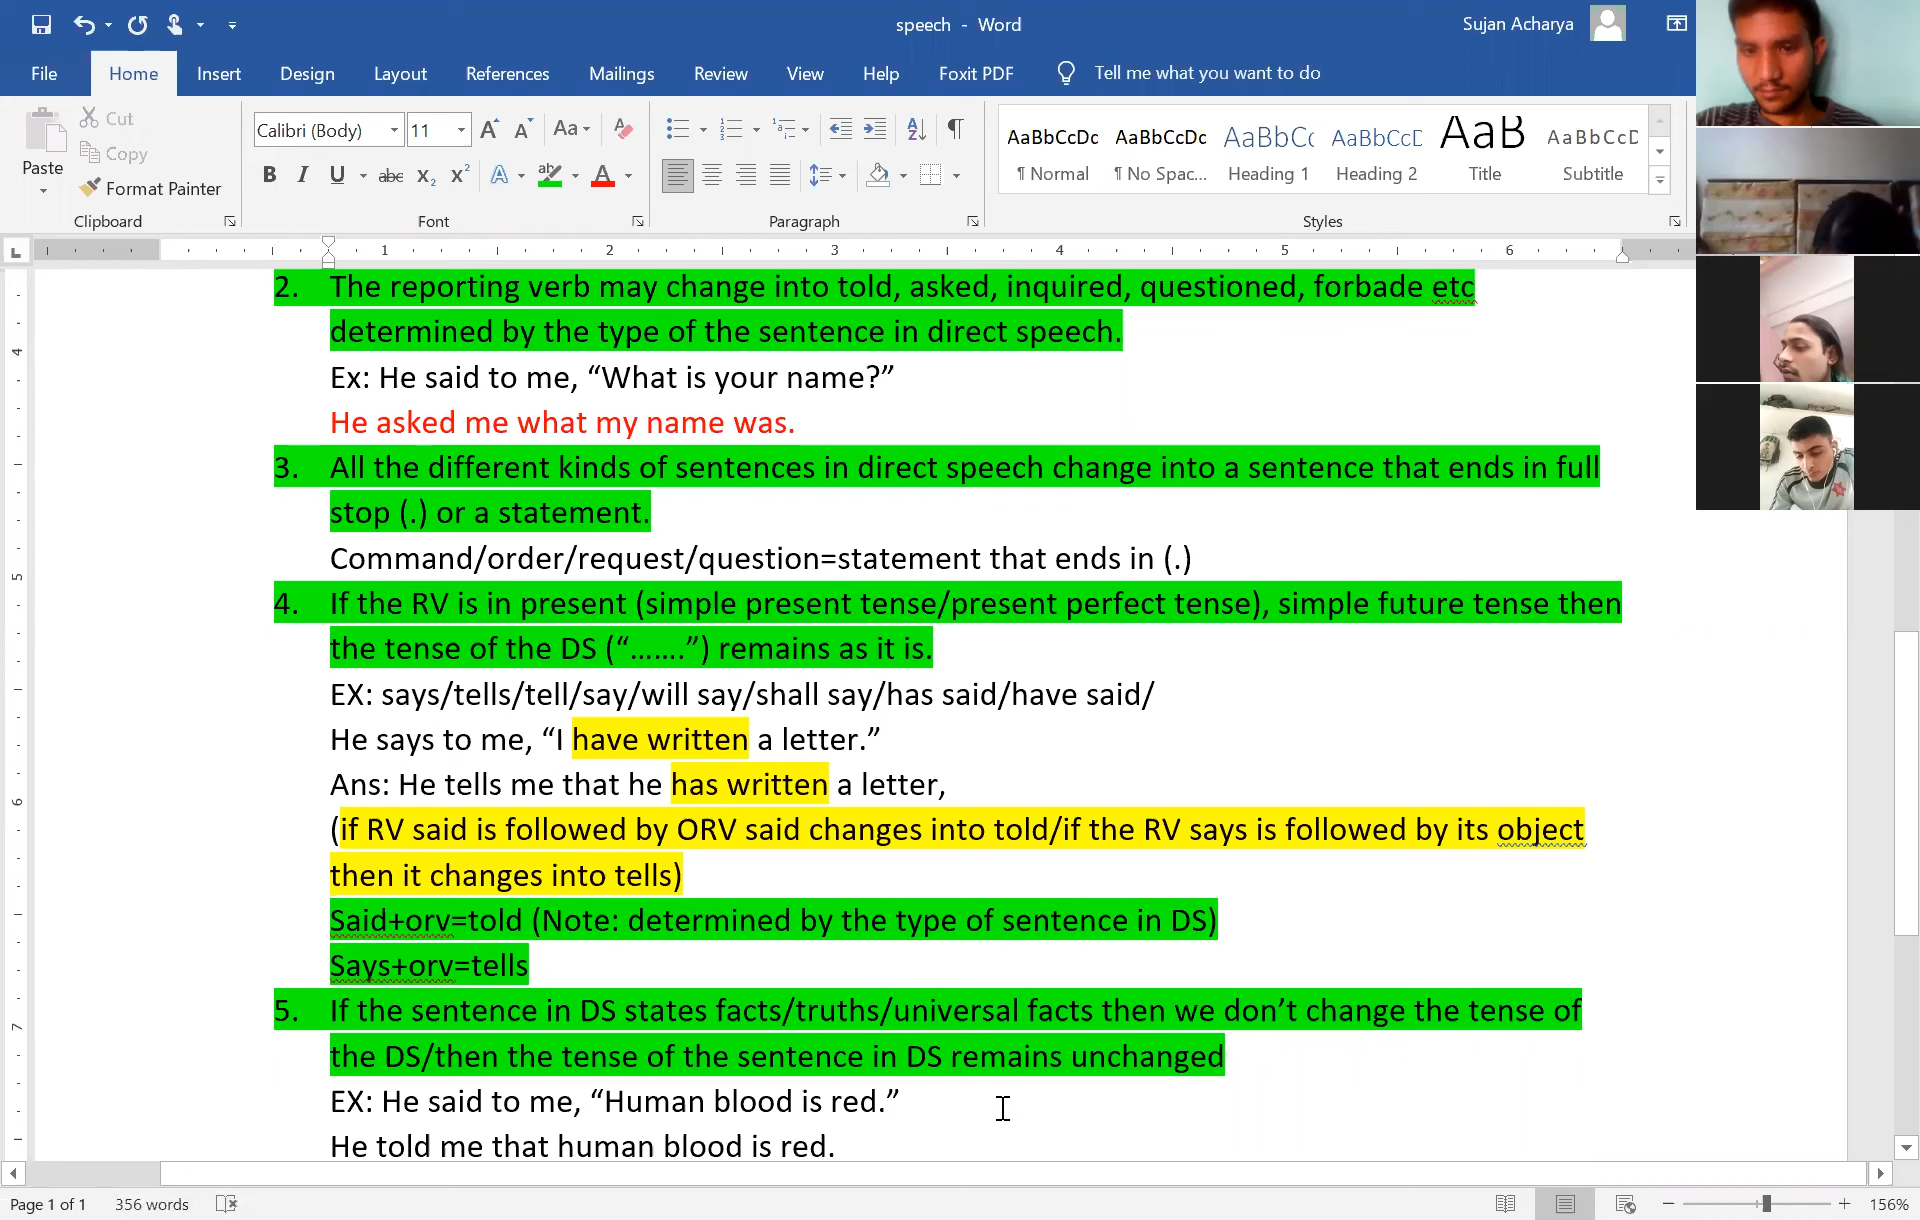 speech - Word
Sujan Acharya
File Home Insert Design Layout References Mailings Review View Help Foxit PDF Tell me what you want to do
Paste
Cut
Copy
Format Painter
Calibri (Body) 11
AaBbCcDc AaBbCcDc AaBbCc AaBbCcD AaB AaBbCcD
¶ Normal ¶ No Spac... Heading 1 Heading 2 Title Subtitle
Clipboard Font Paragraph Styles
1 2 3 4 5 6
2. The reporting verb may change into told, asked, inquired, questioned, forbade etc
determined by the type of the sentence in direct speech.
Ex: He said to me, “What is your name?”
He asked me what my name was.
3. All the different kinds of sentences in direct speech change into a sentence that ends in full
stop (.) or a statement.
Command/order/request/question=statement that ends in (.)
4. If the RV is in present (simple present tense/present perfect tense), simple future tense then
the tense of the DS (“…….”) remains as it is.
EX: says/tells/tell/say/will say/shall say/has said/have said/
He says to me, “I have written a letter.”
Ans: He tells me that he has written a letter,
(if RV said is followed by ORV said changes into told/if the RV says is followed by its object
then it changes into tells)
Said+orv=told (Note: determined by the type of sentence in DS)
Says+orv=tells
5. If the sentence in DS states facts/truths/universal facts then we don’t change the tense of
the DS/then the tense of the sentence in DS remains unchanged
EX: He said to me, “Human blood is red.”
He told me that human blood is red.
Page 1 of 1 356 words 156%